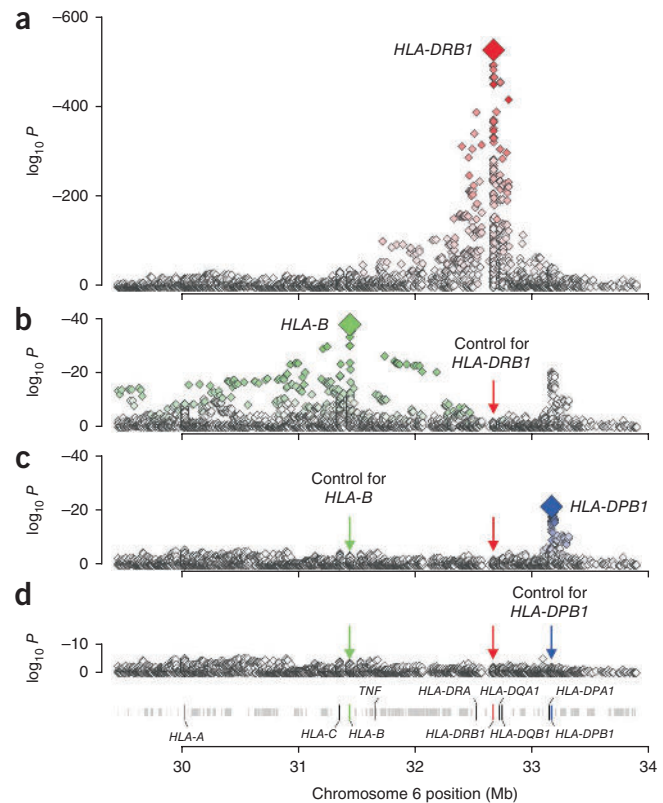 a
–600
–400
–200
0
log10 P
HLA-DRB1
b
–40
–20
0
log10 P
HLA-B
Control for
HLA-DRB1
c
–40
–20
0
log10 P
Control for
HLA-B
HLA-DPB1
d
–10
0
log10 P
Control for
HLA-DPB1
TNF
HLA-DRA
HLA-DQA1
HLA-DPA1
HLA-A
HLA-C
HLA-B
HLA-DRB1
HLA-DQB1
HLA-DPB1
30
31
32
33
34
Chromosome 6 position (Mb)